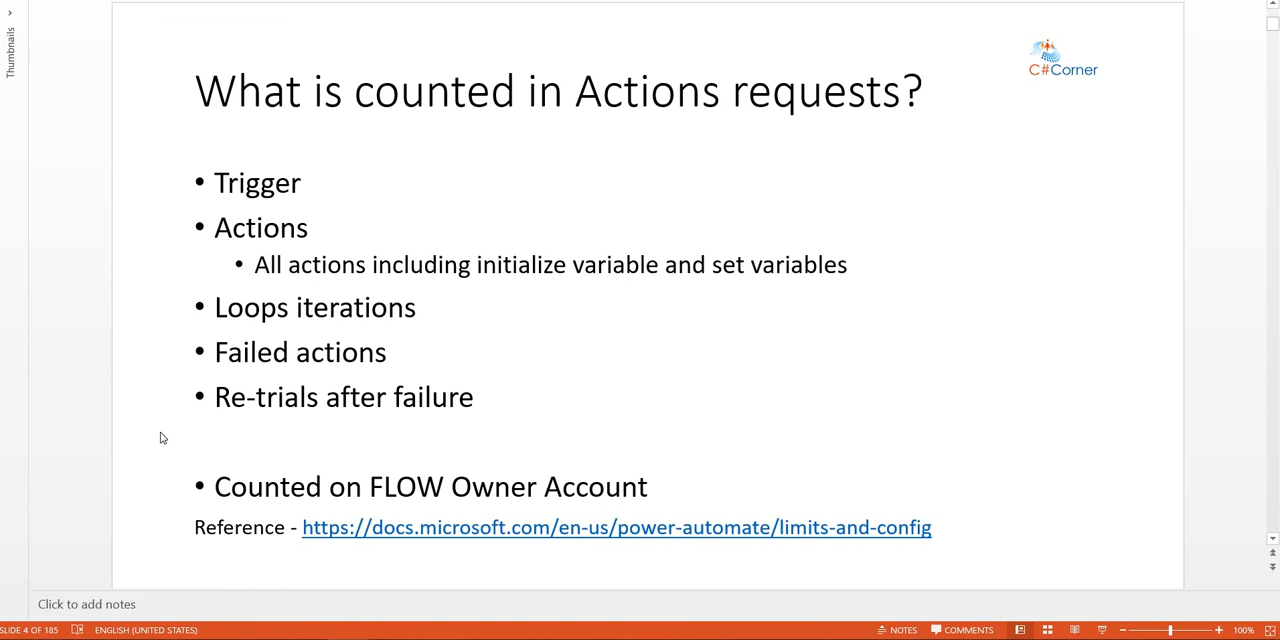 Thumbnails
C#Corner
What is counted in Actions requests?
• Trigger
• Actions
• All actions including initialize variable and set variables
• Loops iterations
• Failed actions
• Re-trials after failure
• Counted on FLOW Owner Account
Reference - https://docs.microsoft.com/en-us/power-automate/limits-and-config
Click to add notes
SLIDE 4 OF 185 ENGLISH (UNITED STATES) NOTES COMMENTS 100%